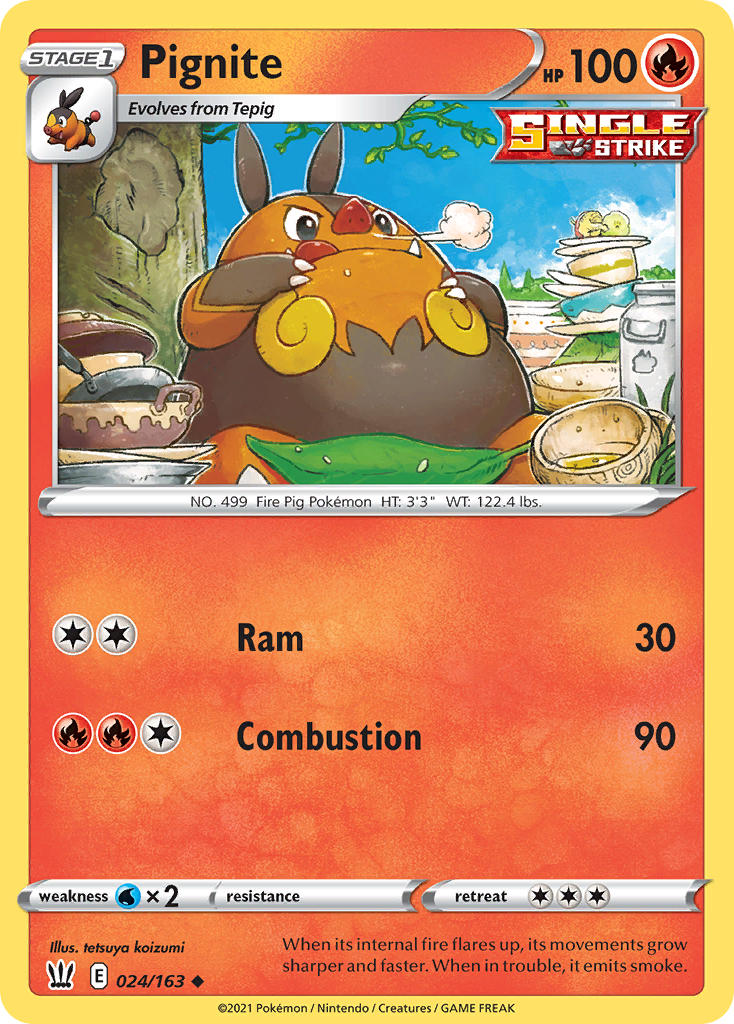 STAGE1
Pignite
HP 100
Evolves from Tepig
SINGLE
STRIKE
NO. 499 Fire Pig Pokémon HT: 3'3" WT: 122.4 lbs.
Ram 30
Combustion 90
weakness ×2 resistance retreat
Illus. tetsuya koizumi
When its internal fire flares up, its movements grow
sharper and faster. When in trouble, it emits smoke.
E 024/163
©2021 Pokémon / Nintendo / Creatures / GAME FREAK